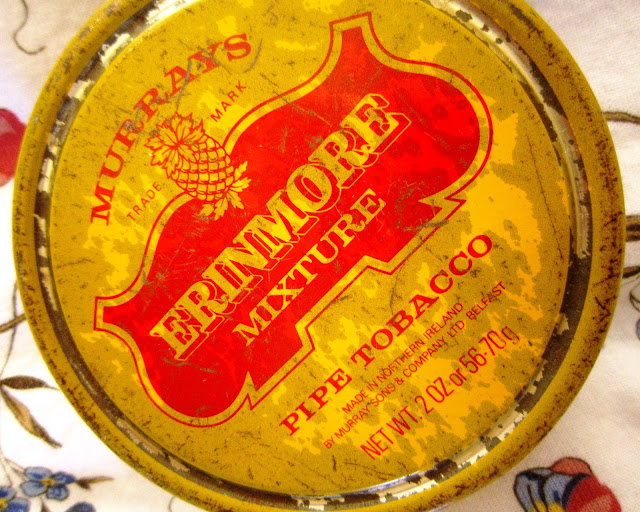 MURRAYS
TRADE MARK
ERINMORE
MIXTURE
PIPE TOBACCO
MADE IN NORTHERN IRELAND
BY MURRAY, SONS & COMPANY LTD. BELFAST
NET WT. 2 OZ or 56·70g